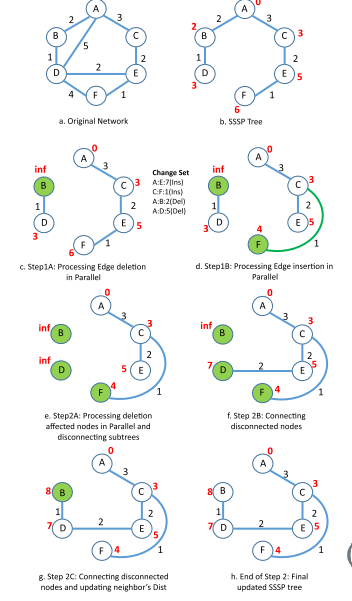 A
0
2
3
B
C
5
1
2
D
2
E
4
F
1
a. Original Network
A
0
2
3
2
B
C
3
1
2
D
E
5
3
F
1
6
b. SSSP Tree
A
0
inf
3
B
C
3
1
2
D
E
5
3
F
1
6
c. Step1A: Processing Edge deletion
in Parallel
Change Set
A:E:7(Ins)
C:F:1(Ins)
A:B:2(Del)
A:D:5(Del)
A
0
inf
3
B
C
3
1
2
D
E
5
3
4
F
1
d. Step1B: Processing Edge insertion in
Parallel
A
0
3
inf
B
C
3
2
inf
D
5
E
F
4
1
e. Step2A: Processing deletion
affected nodes in Parallel and
disconnecting subtrees
A
0
3
inf
B
C
3
2
7
D
2
E
5
F
4
1
f. Step 2B: Connecting
disconnected nodes
A
0
3
8
B
C
3
1
2
7
D
2
E
5
F
4
1
g. Step 2C: Connecting disconnected
nodes and updating neighbor's Dist
A
0
3
8
B
C
3
1
2
7
D
2
E
5
F
4
1
h. End of Step 2: Final
updated SSSP tree